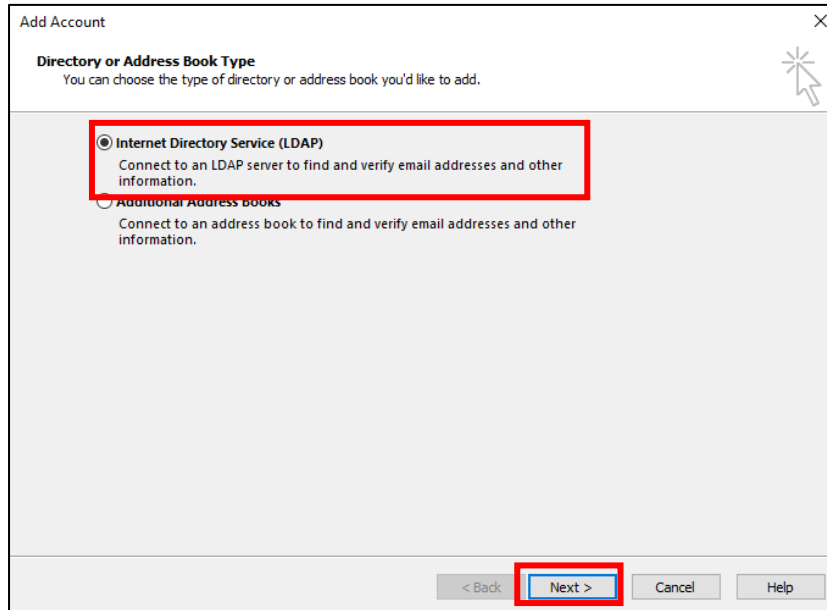 Add Account
Directory or Address Book Type
You can choose the type of directory or address book you'd like to add.
Internet Directory Service (LDAP)
Connect to an LDAP server to find and verify email addresses and other
information.
Additional Address Books
Connect to an address book to find and verify email addresses and other
information.
< Back
Next >
Cancel
Help